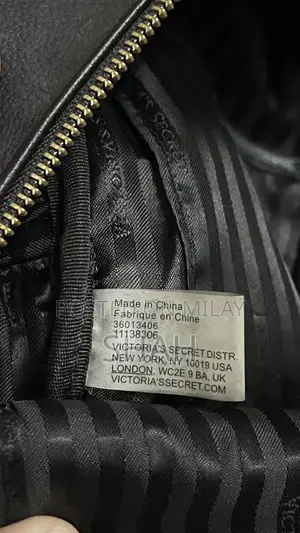 Made in China
Fabrique en Chine
36013406
11138306
VICTORIA'S SECRET DISTR.
NEW YORK, NY 10019 USA
LONDON, WC2E 9 BA, UK
VICTORIA'SSECRET.COM